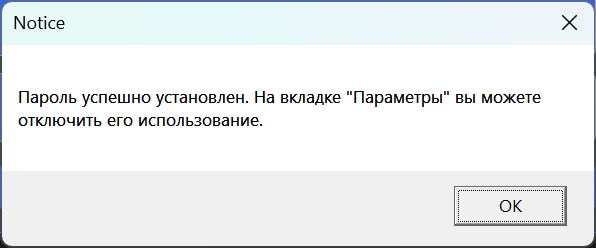 Notice
Пароль успешно установлен. На вкладке "Параметры" вы можете
отключить его использование.
OK